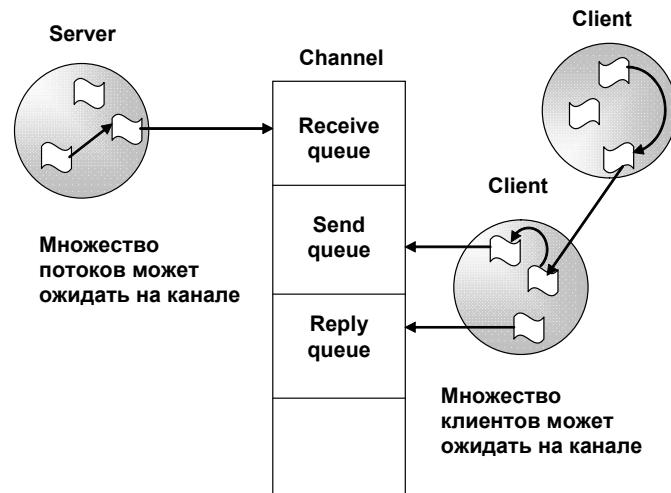 Server
Channel
Client
Receive
queue
Client
Send
queue
Множество
потоков может
ожидать на канале
Reply
queue
Множество
клиентов может
ожидать на канале